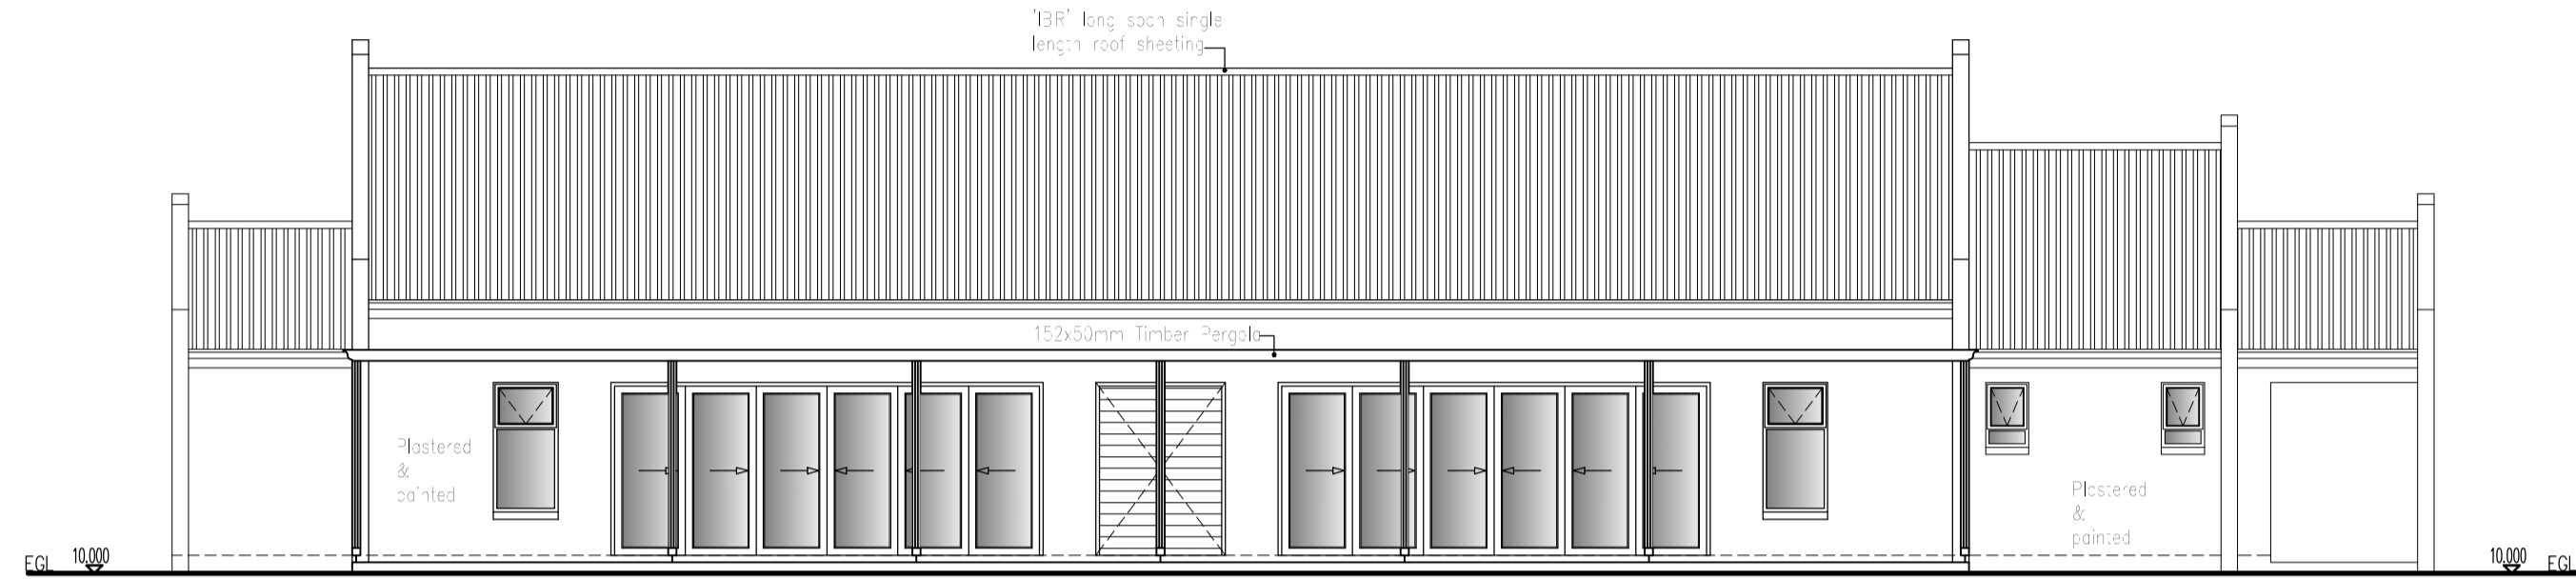 'IBR' long span single
length roof sheeting
152x50mm Timber Pergola
Plastered
&
painted
Plastered
&
painted
EGL 10.000
10.000 EGL